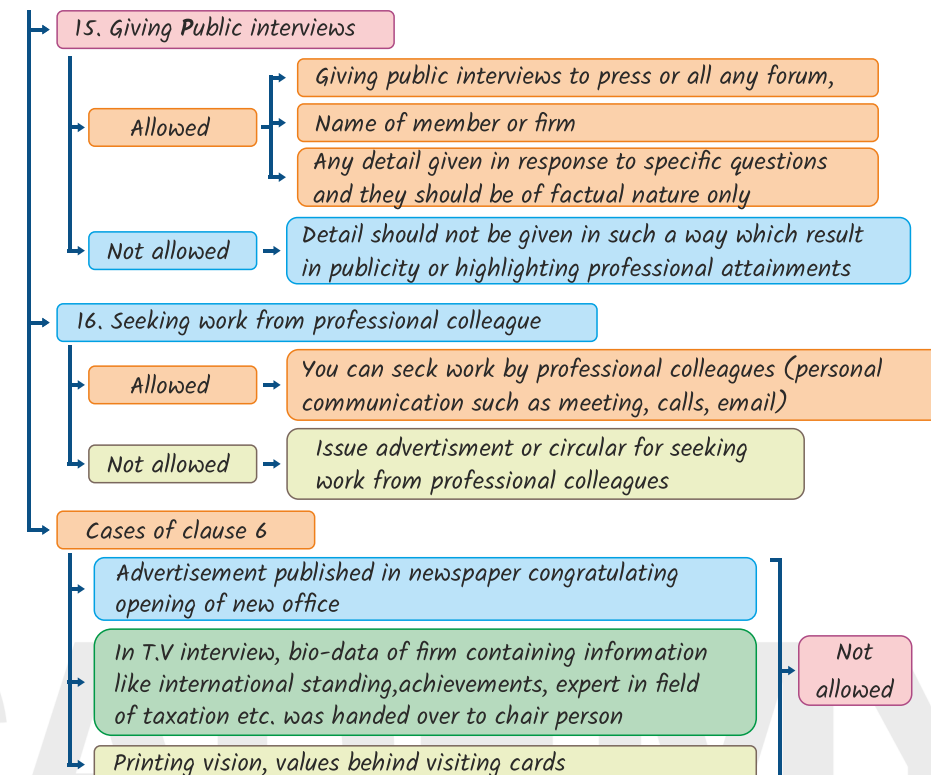 15. Giving Public interviews
Allowed
Giving public interviews to press or all any forum,
Name of member or firm
Any detail given in response to specific questions
and they should be of factual nature only
Not allowed
Detail should not be given in such a way which result
in publicity or highlighting professional attainments
16. Seeking work from professional colleague
Allowed
You can seck work by professional colleagues (personal
communication such as meeting, calls, email)
Not allowed
Issue advertisment or circular for seeking
work from professional colleagues
Cases of clause 6
Advertisement published in newspaper congratulating
opening of new office
In T.V interview, bio-data of firm containing information
like international standing,achievements, expert in field
of taxation etc. was handed over to chair person
Not
allowed
Printing vision, values behind visiting cards